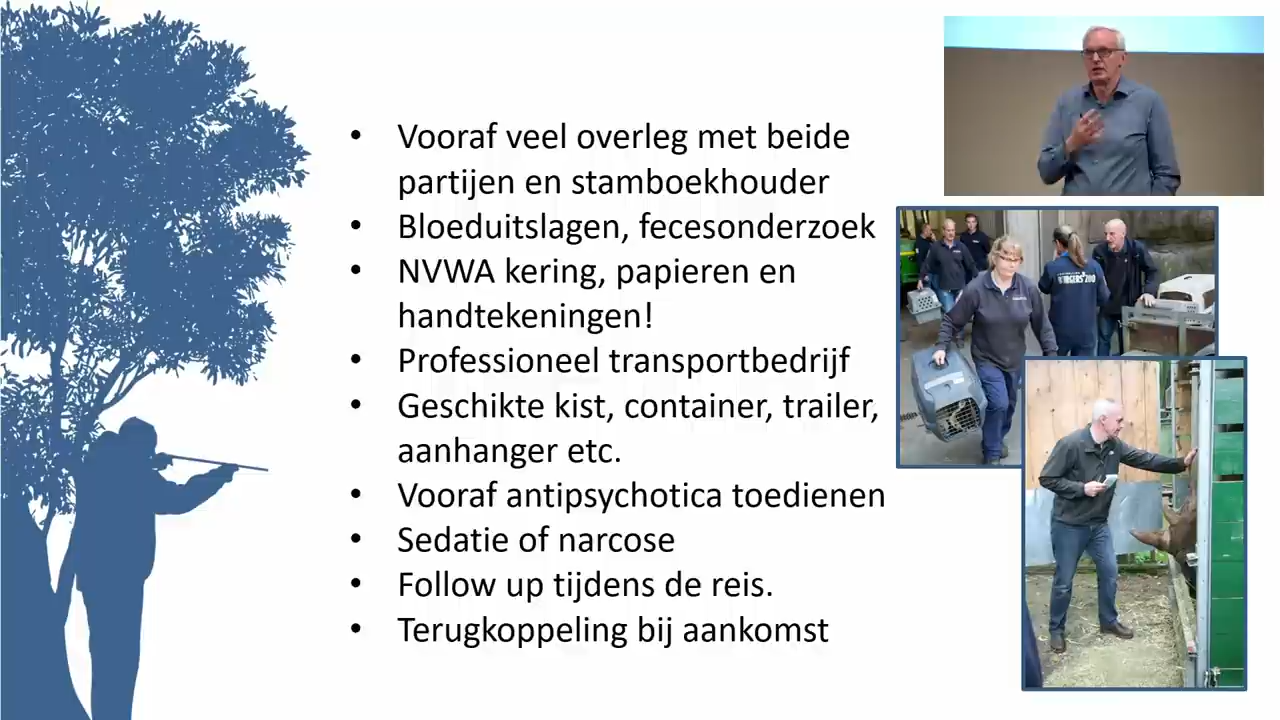 • Vooraf veel overleg met beide
partijen en stamboekhouder
• Bloeduitslagen, fecesonderzoek
• NVWA kering, papieren en
handtekeningen!
• Professioneel transportbedrijf
• Geschikte kist, container, trailer,
aanhanger etc.
• Vooraf antipsychotica toedienen
• Sedatie of narcose
• Follow up tijdens de reis.
• Terugkoppeling bij aankomst